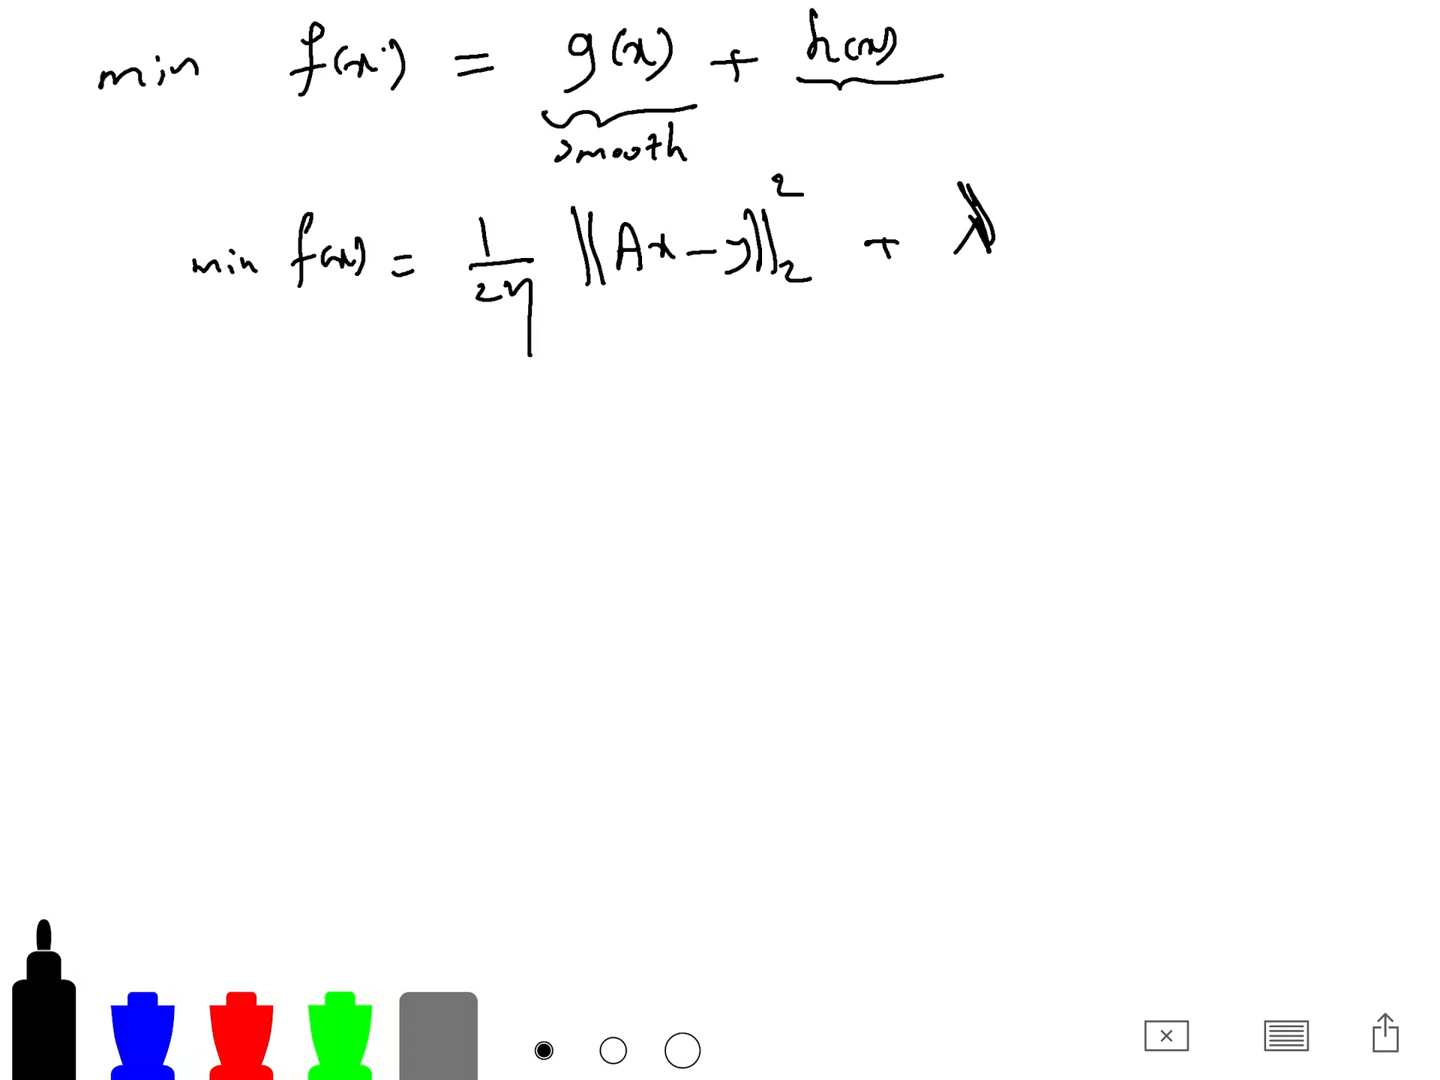 min f(x) = g(x) + h(x)
smooth
min f(x) = 1/2η ||Ax - y||₂² + λ